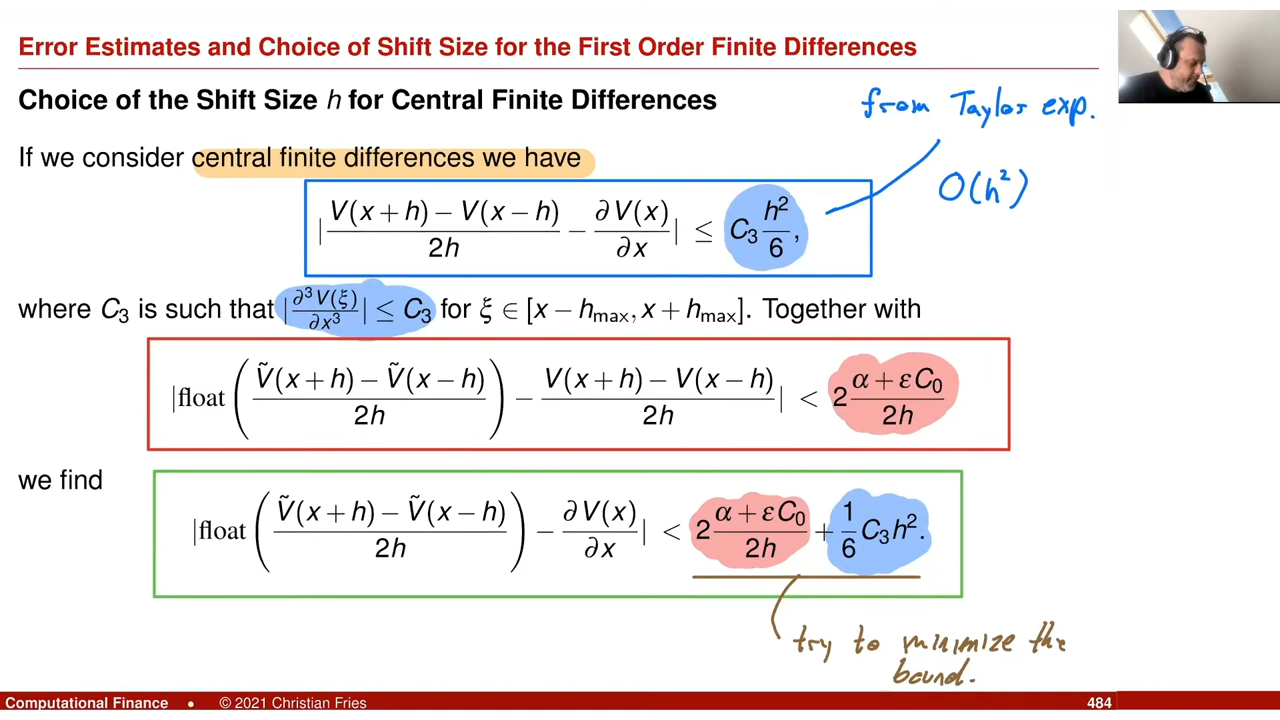 Error Estimates and Choice of Shift Size for the First Order Finite Differences
Choice of the Shift Size h for Central Finite Differences
from Taylor exp.
If we consider central finite differences we have
O(h²)
|(V(x+h) − V(x−h))/(2h) − ∂V(x)/∂x| ≤ C₃ h²/6,
where C₃ is such that |∂³V(ξ)/∂x³| ≤ C₃ for ξ ∈ [x − hₘₐₓ, x + hₘₐₓ]. Together with
|float((Ṽ(x+h) − Ṽ(x−h))/(2h)) − (V(x+h) − V(x−h))/(2h)| < 2 (α+εC₀)/(2h)
we find
|float((Ṽ(x+h) − Ṽ(x−h))/(2h)) − ∂V(x)/∂x| < 2 (α+εC₀)/(2h) + 1/6 C₃h².
try to minimize the
bound.
Computational Finance • © 2021 Christian Fries 484